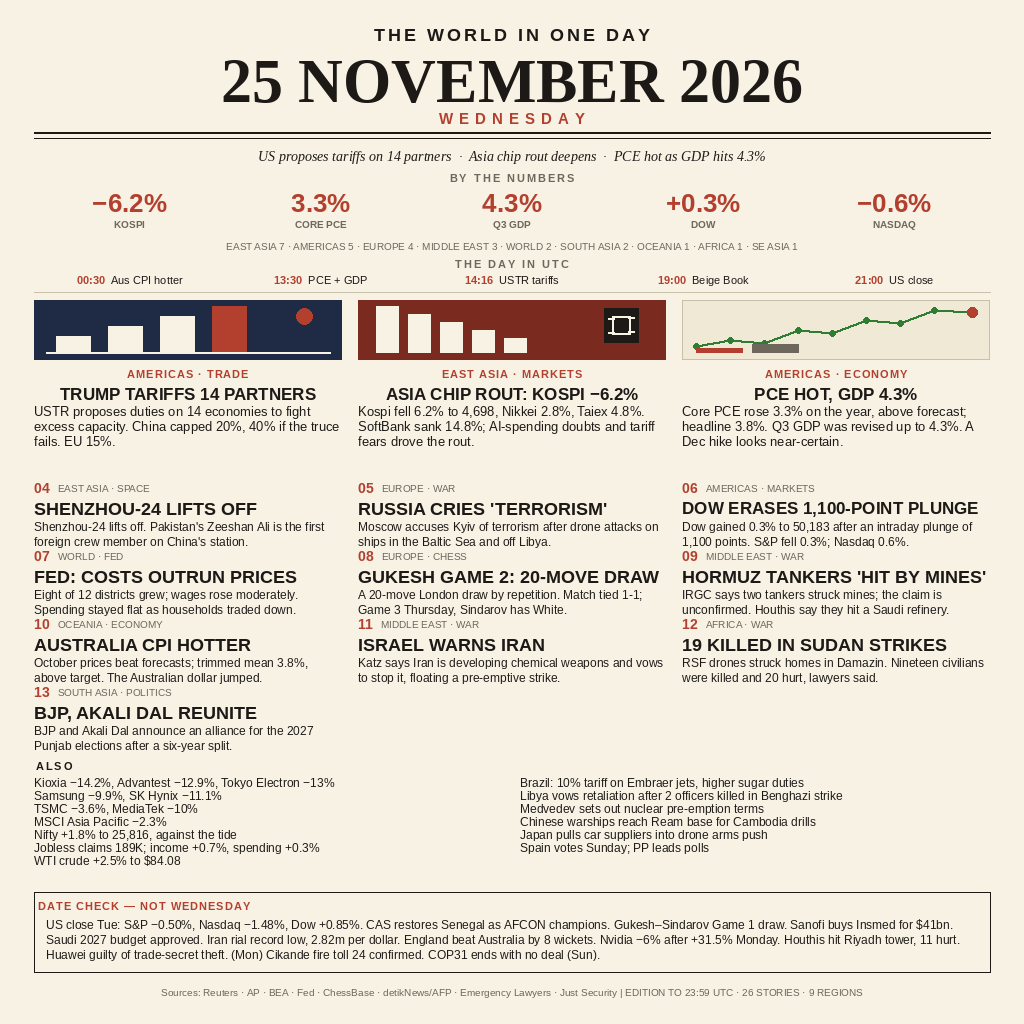 THE WORLD IN ONE DAY
25 NOVEMBER 2026
WEDNESDAY
US proposes tariffs on 14 partners · Asia chip rout deepens · PCE hot as GDP hits 4.3%
BY THE NUMBERS
−6.2% 3.3% 4.3% +0.3% −0.6%
KOSPI CORE PCE Q3 GDP DOW NASDAQ
EAST ASIA 7 · AMERICAS 5 · EUROPE 4 · MIDDLE EAST 3 · WORLD 2 · SOUTH ASIA 2 · OCEANIA 1 · AFRICA 1 · SE ASIA 1
THE DAY IN UTC
00:30 Aus CPI hotter 13:30 PCE + GDP 14:16 USTR tariffs 19:00 Beige Book 21:00 US close
AMERICAS · TRADE
TRUMP TARIFFS 14 PARTNERS
USTR proposes duties on 14 economies to fight
excess capacity. China capped 20%, 40% if the truce
fails. EU 15%.
EAST ASIA · MARKETS
ASIA CHIP ROUT: KOSPI −6.2%
Kospi fell 6.2% to 4,698, Nikkei 2.8%, Taiex 4.8%.
SoftBank sank 14.8%; AI-spending doubts and tariff
fears drove the rout.
AMERICAS · ECONOMY
PCE HOT, GDP 4.3%
Core PCE rose 3.3% on the year, above forecast;
headline 3.8%. Q3 GDP was revised up to 4.3%. A
Dec hike looks near-certain.
04 EAST ASIA · SPACE
SHENZHOU-24 LIFTS OFF
Shenzhou-24 lifts off. Pakistan's Zeeshan Ali is the first
foreign crew member on China's station.
05 EUROPE · WAR
RUSSIA CRIES 'TERRORISM'
Moscow accuses Kyiv of terrorism after drone attacks on
ships in the Baltic Sea and off Libya.
06 AMERICAS · MARKETS
DOW ERASES 1,100-POINT PLUNGE
Dow gained 0.3% to 50,183 after an intraday plunge of
1,100 points. S&P fell 0.3%; Nasdaq 0.6%.
07 WORLD · FED
FED: COSTS OUTRUN PRICES
Eight of 12 districts grew; wages rose moderately.
Spending stayed flat as households traded down.
08 EUROPE · CHESS
GUKESH GAME 2: 20-MOVE DRAW
A 20-move London draw by repetition. Match tied 1-1;
Game 3 Thursday, Sindarov has White.
09 MIDDLE EAST · WAR
HORMUZ TANKERS 'HIT BY MINES'
IRGC says two tankers struck mines; the claim is
unconfirmed. Houthis say they hit a Saudi refinery.
10 OCEANIA · ECONOMY
AUSTRALIA CPI HOTTER
October prices beat forecasts; trimmed mean 3.8%,
above target. The Australian dollar jumped.
11 MIDDLE EAST · WAR
ISRAEL WARNS IRAN
Katz says Iran is developing chemical weapons and vows
to stop it, floating a pre-emptive strike.
12 AFRICA · WAR
19 KILLED IN SUDAN STRIKES
RSF drones struck homes in Damazin. Nineteen civilians
were killed and 20 hurt, lawyers said.
13 SOUTH ASIA · POLITICS
BJP, AKALI DAL REUNITE
BJP and Akali Dal announce an alliance for the 2027
Punjab elections after a six-year split.
ALSO
Kioxia −14.2%, Advantest −12.9%, Tokyo Electron −13%
Samsung −9.9%, SK Hynix −11.1%
TSMC −3.6%, MediaTek −10%
MSCI Asia Pacific −2.3%
Nifty +1.8% to 25,816, against the tide
Jobless claims 189K; income +0.7%, spending +0.3%
WTI crude +2.5% to $84.08
Brazil: 10% tariff on Embraer jets, higher sugar duties
Libya vows retaliation after 2 officers killed in Benghazi strike
Medvedev sets out nuclear pre-emption terms
Chinese warships reach Ream base for Cambodia drills
Japan pulls car suppliers into drone arms push
Spain votes Sunday; PP leads polls
DATE CHECK — NOT WEDNESDAY
US close Tue: S&P −0.50%, Nasdaq −1.48%, Dow +0.85%. CAS restores Senegal as AFCON champions. Gukesh–Sindarov Game 1 draw. Sanofi buys Insmed for $41bn.
Saudi 2027 budget approved. Iran rial record low, 2.82m per dollar. England beat Australia by 8 wickets. Nvidia −6% after +31.5% Monday. Houthis hit Riyadh tower, 11 hurt.
Huawei guilty of trade-secret theft. (Mon) Cikande fire toll 24 confirmed. COP31 ends with no deal (Sun).
Sources: Reuters · AP · BEA · Fed · ChessBase · detikNews/AFP · Emergency Lawyers · Just Security | EDITION TO 23:59 UTC · 26 STORIES · 9 REGIONS